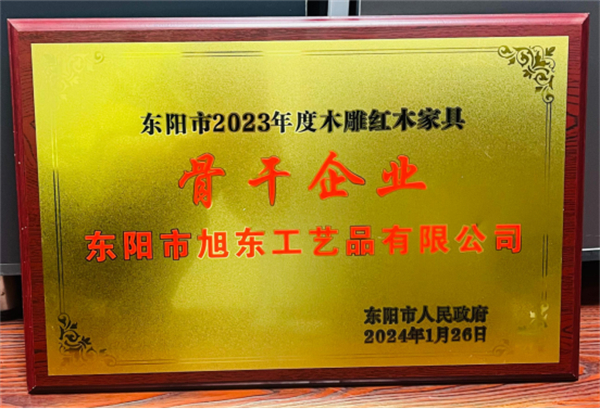 东阳市2023年度木雕红木家具
骨干企业
东阳市旭东工艺品有限公司
东阳市人民政府
2024年1月26日